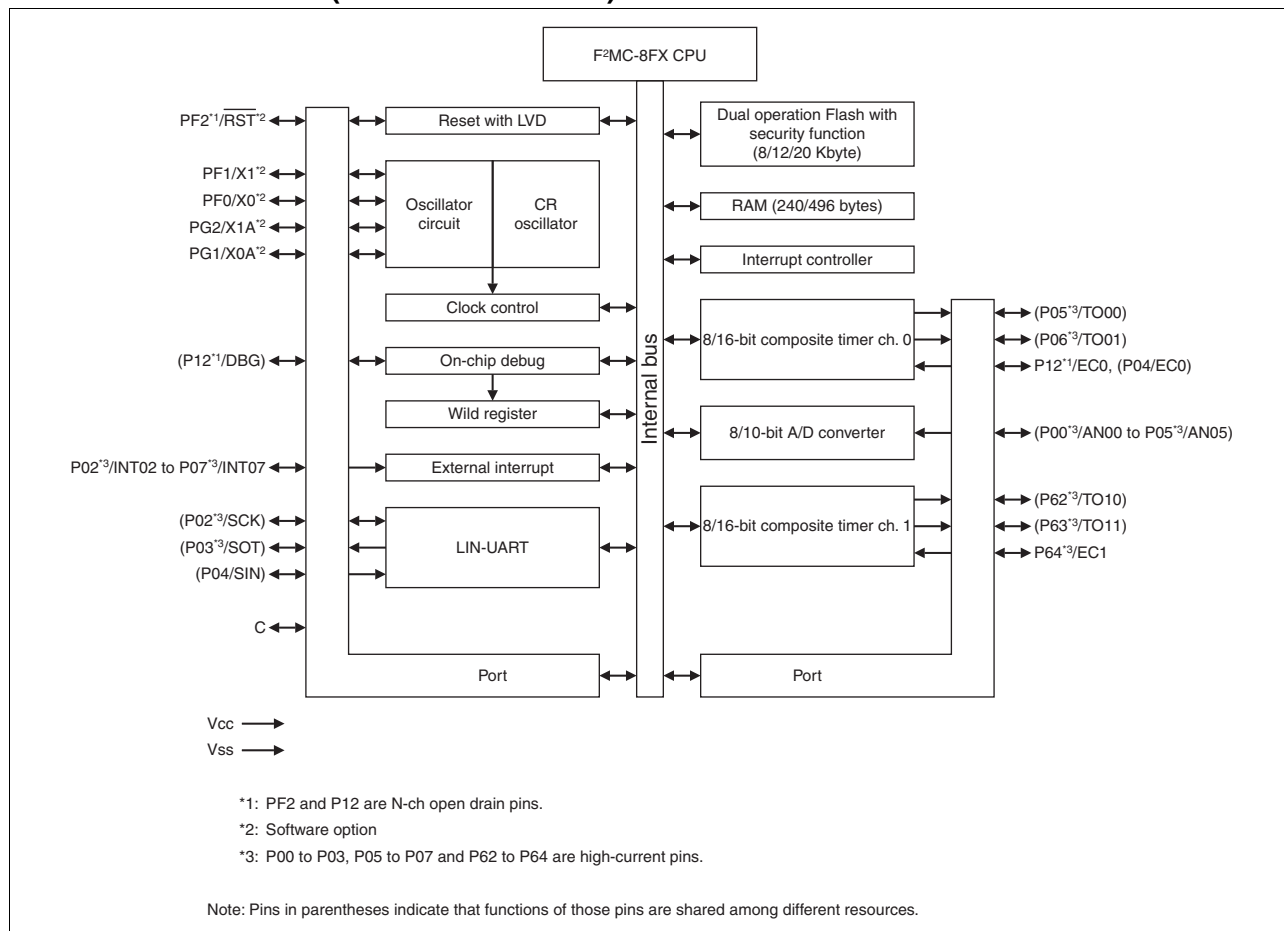 F²MC-8FX CPU
PF2*1/RST*2
Reset with LVD
Dual operation Flash with
security function
(8/12/20 Kbyte)
PF1/X1*2
PF0/X0*2
PG2/X1A*2
PG1/X0A*2
Oscillator
circuit
CR
oscillator
RAM (240/496 bytes)
Interrupt controller
Clock control
(P12*1/DBG)
On-chip debug
Wild register
P02*3/INT02 to P07*3/INT07
External interrupt
(P02*3/SCK)
(P03*3/SOT)
(P04/SIN)
LIN-UART
C
Port
Internal bus
8/16-bit composite timer ch. 0
(P05*3/TO00)
(P06*3/TO01)
P12*1/EC0, (P04/EC0)
8/10-bit A/D converter
(P00*3/AN00 to P05*3/AN05)
8/16-bit composite timer ch. 1
(P62*3/TO10)
(P63*3/TO11)
P64*3/EC1
Port
Vcc
Vss
*1: PF2 and P12 are N-ch open drain pins.
*2: Software option
*3: P00 to P03, P05 to P07 and P62 to P64 are high-current pins.
Note: Pins in parentheses indicate that functions of those pins are shared among different resources.